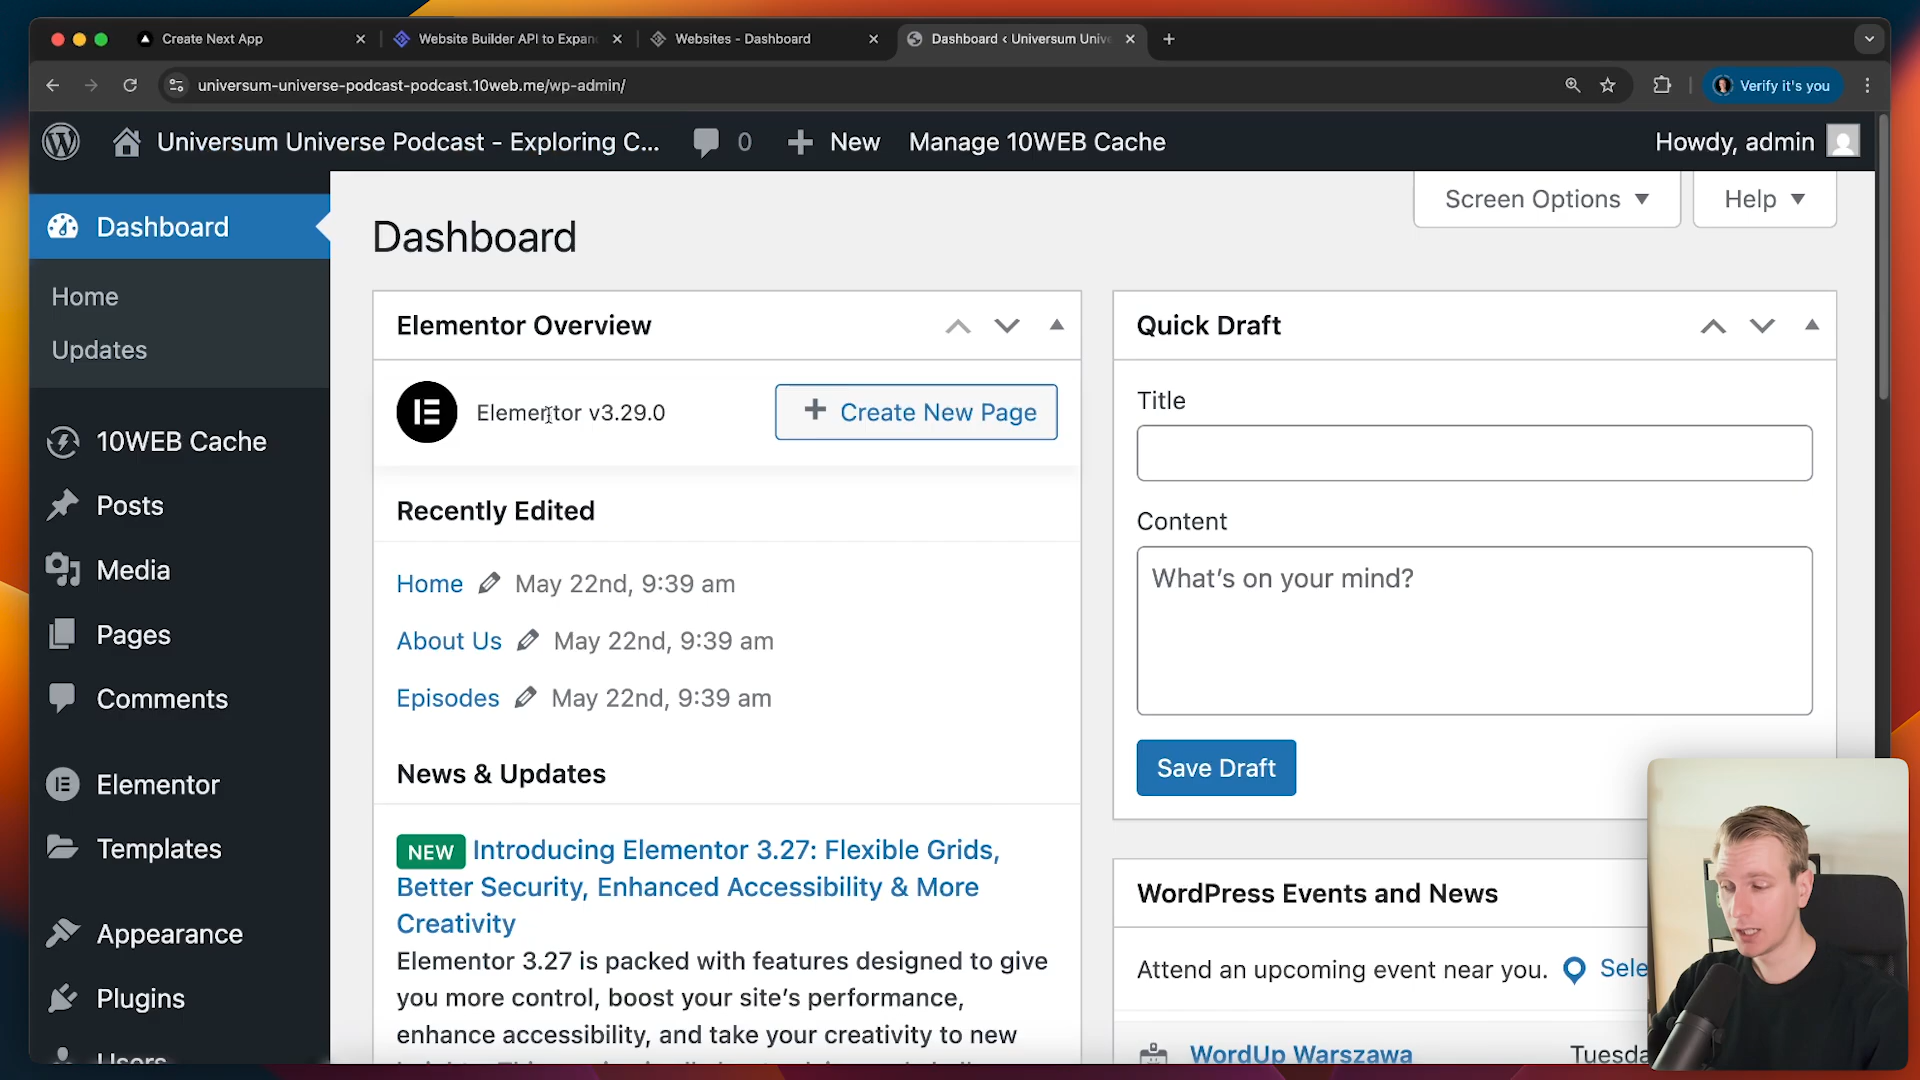 Create Next App
Website Builder API to Expan
Websites - Dashboard
Dashboard ‹ Universum Unive
universum-universe-podcast-podcast.10web.me/wp-admin/
Verify it's you
Universum Universe Podcast - Exploring C...
0
New
Manage 10WEB Cache
Howdy, admin
Dashboard
Home
Updates
10WEB Cache
Posts
Media
Pages
Comments
Elementor
Templates
Appearance
Plugins
Users
Screen Options
Help
Dashboard
Elementor Overview
Elementor v3.29.0
+ Create New Page
Recently Edited
Home May 22nd, 9:39 am
About Us May 22nd, 9:39 am
Episodes May 22nd, 9:39 am
News & Updates
NEW Introducing Elementor 3.27: Flexible Grids,
Better Security, Enhanced Accessibility & More
Creativity
Elementor 3.27 is packed with features designed to give
you more control, boost your site's performance,
enhance accessibility, and take your creativity to new
Quick Draft
Title
Content
What's on your mind?
Save Draft
WordPress Events and News
Attend an upcoming event near you. Sele
WordUp Warszawa
Tuesda